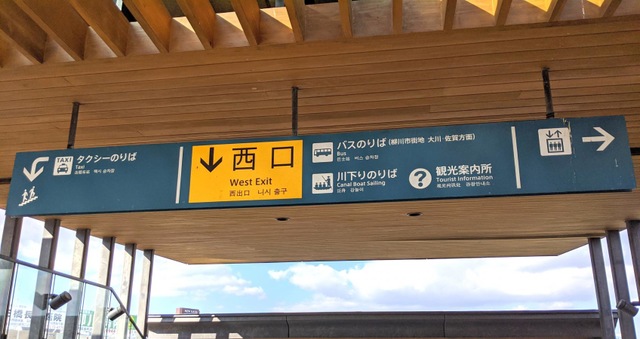 TAXI
タクシーのりば
Taxi
西口
West Exit
西出口 니시 출구
バスのりば(柳川市街地 大川・佐賀方面)
Bus
川下りのりば
Canal Boat Sailing
?
観光案内所
Tourist Information